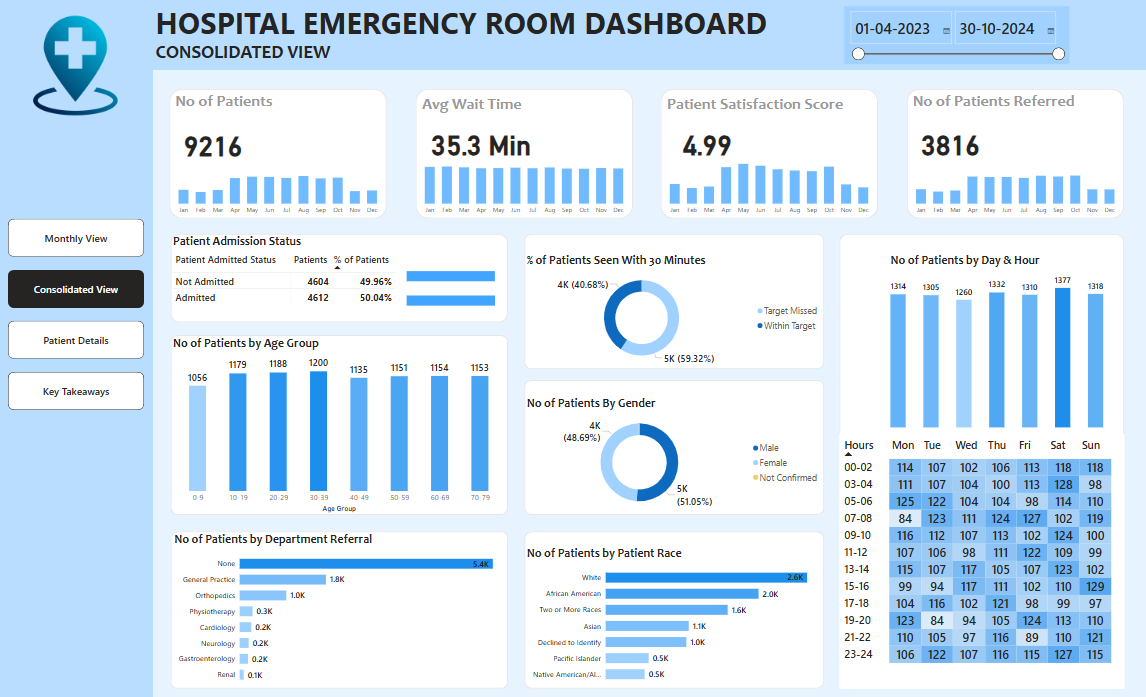 HOSPITAL EMERGENCY ROOM DASHBOARD
CONSOLIDATED VIEW
01-04-2023 30-10-2024
Monthly View
Consolidated View
Patient Details
Key Takeaways
No of Patients
9216
Jan Feb Mar Apr May Jun Jul Aug Sep Oct Nov Dec
Avg Wait Time
35.3 Min
Jan Feb Mar Apr May Jun Jul Aug Sep Oct Nov Dec
Patient Satisfaction Score
4.99
Jan Feb Mar Apr May Jun Jul Aug Sep Oct Nov Dec
No of Patients Referred
3816
Jan Feb Mar Apr May Jun Jul Aug Sep Oct Nov Dec
Patient Admission Status
Patient Admitted Status Patients % of Patients
Not Admitted 4604 49.96%
Admitted 4612 50.04%
No of Patients by Age Group
1056 1179 1188 1200 1135 1151 1154 1153
0-9 10-19 20-29 30-39 40-49 50-59 60-69 70-79
Age Group
No of Patients by Department Referral
None 5.4K
General Practice 1.8K
Orthopedics 1.0K
Physiotherapy 0.3K
Cardiology 0.2K
Neurology 0.2K
Gastroenterology 0.2K
Renal 0.1K
% of Patients Seen With 30 Minutes
4K (40.68%)
5K (59.32%)
Target Missed
Within Target
No of Patients By Gender
4K
(48.69%)
5K
(51.05%)
Male
Female
Not Confirmed
No of Patients by Patient Race
White 2.6K
African American 2.0K
Two or More Races 1.6K
Asian 1.1K
Declined to Identify 1.0K
Pacific Islander 0.5K
Native American/Al... 0.5K
No of Patients by Day & Hour
1314 1305 1260 1332 1310 1377 1318
Hours Mon Tue Wed Thu Fri Sat Sun
00-02 114 107 102 106 113 118 118
03-04 111 107 104 100 113 128 98
05-06 125 122 104 104 98 114 110
07-08 84 123 111 124 127 102 119
09-10 116 112 107 113 102 124 100
11-12 107 106 98 111 122 109 99
13-14 115 107 117 105 107 123 102
15-16 99 94 117 111 102 110 129
17-18 104 116 102 121 98 99 97
19-20 123 84 94 105 124 113 110
21-22 110 105 97 116 89 110 121
23-24 106 122 107 116 115 127 115